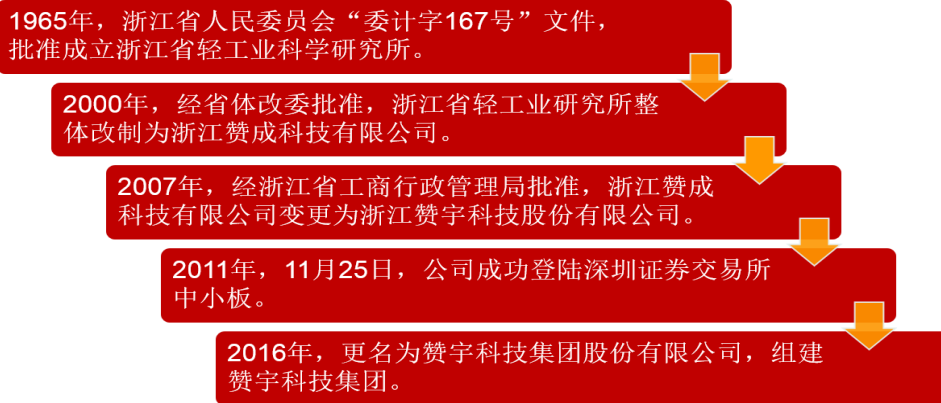 1965年，浙江省人民委员会“委计字167号”文件，
批准成立浙江省轻工业科学研究所。
2000年，经省体改委批准，浙江省轻工业研究所整
体改制为浙江赞成科技有限公司。
2007年，经浙江省工商行政管理局批准，浙江赞成
科技有限公司变更为浙江赞宇科技股份有限公司。
2011年，11月25日，公司成功登陆深圳证券交易所
中小板。
2016年，更名为赞宇科技集团股份有限公司，组建
赞宇科技集团。